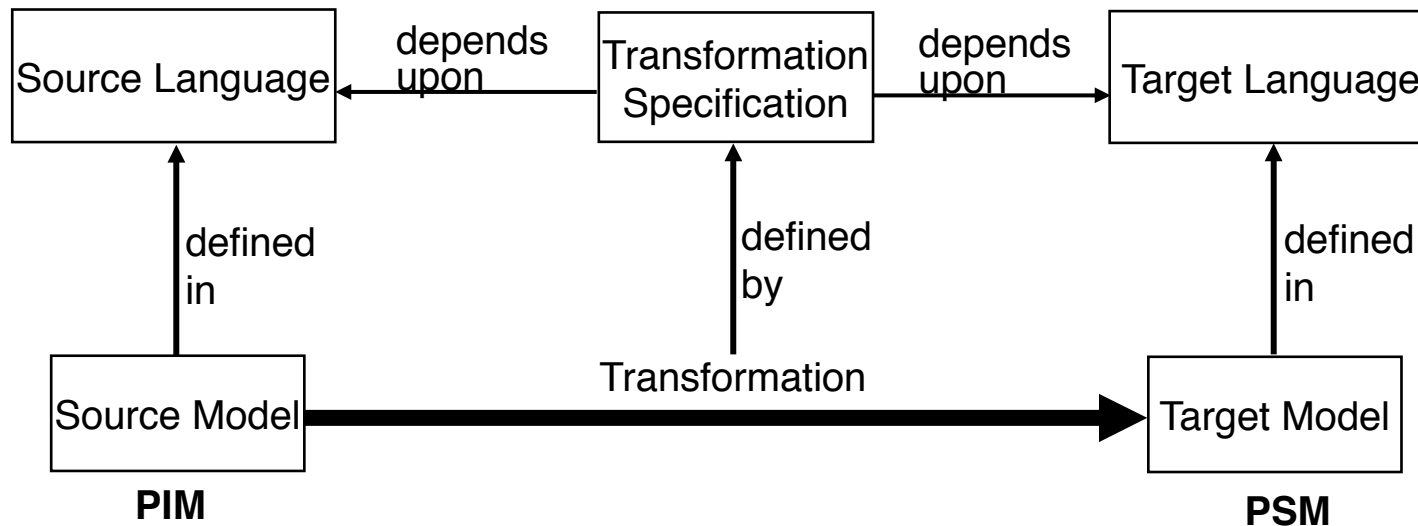 depends
upon
Transformation
Specification
depends
upon
Source Language
Target Language
defined
in
defined
by
defined
in
Transformation
Source Model
Target Model
PIM
PSM